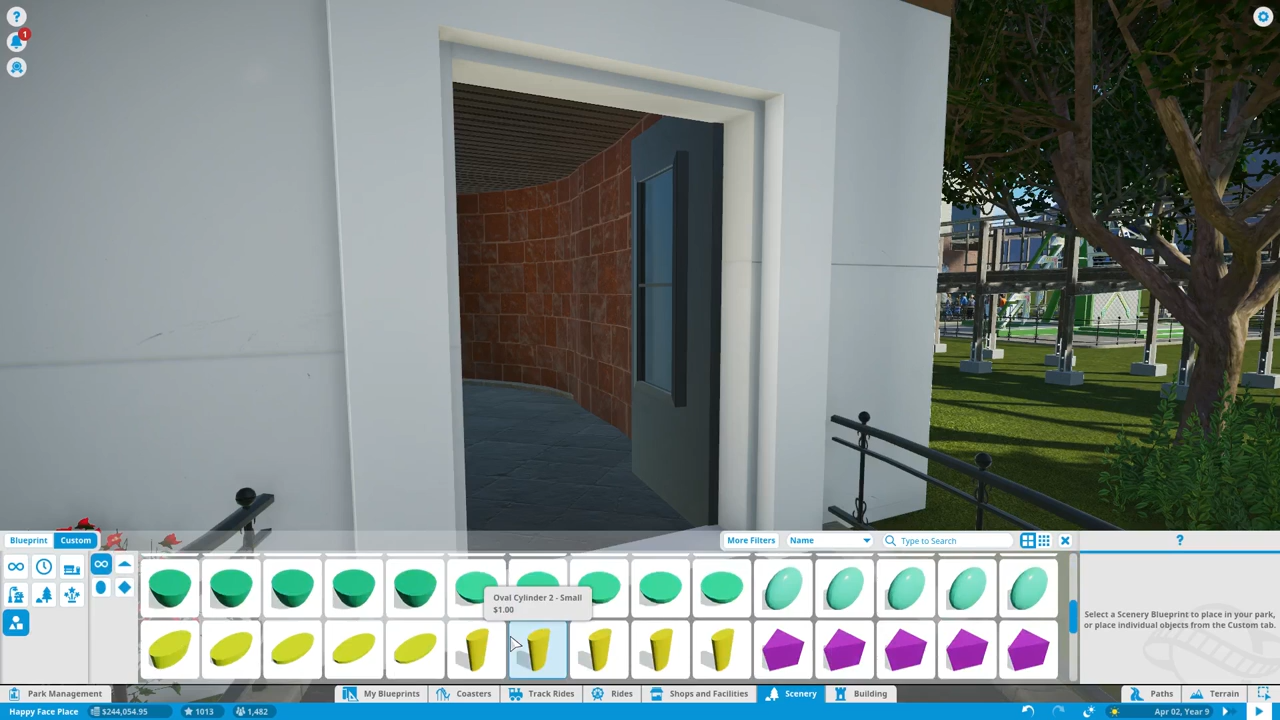 ?
1
Blueprint Custom More Filters Name Type to Search ?
Oval Cylinder 2 - Small
$1.00
Select a Scenery Blueprint to place in your park,
or place individual objects from the Custom tab.
Park Management My Blueprints Coasters Track Rides Rides Shops and Facilities Scenery Building Paths Terrain
Happy Face Place $244,054.95 1013 1,482 Apr 02, Year 9